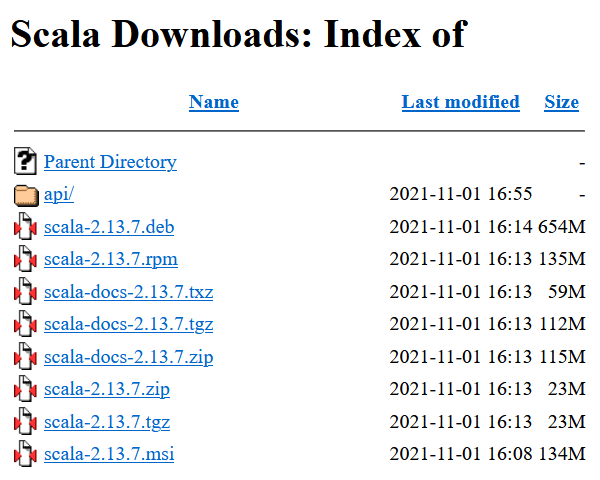 Scala Downloads: Index of
Name Last modified Size
Parent Directory -
api/ 2021-11-01 16:55 -
scala-2.13.7.deb 2021-11-01 16:14 654M
scala-2.13.7.rpm 2021-11-01 16:13 135M
scala-docs-2.13.7.txz 2021-11-01 16:13 59M
scala-docs-2.13.7.tgz 2021-11-01 16:13 112M
scala-docs-2.13.7.zip 2021-11-01 16:13 115M
scala-2.13.7.zip 2021-11-01 16:13 23M
scala-2.13.7.tgz 2021-11-01 16:13 23M
scala-2.13.7.msi 2021-11-01 16:08 134M